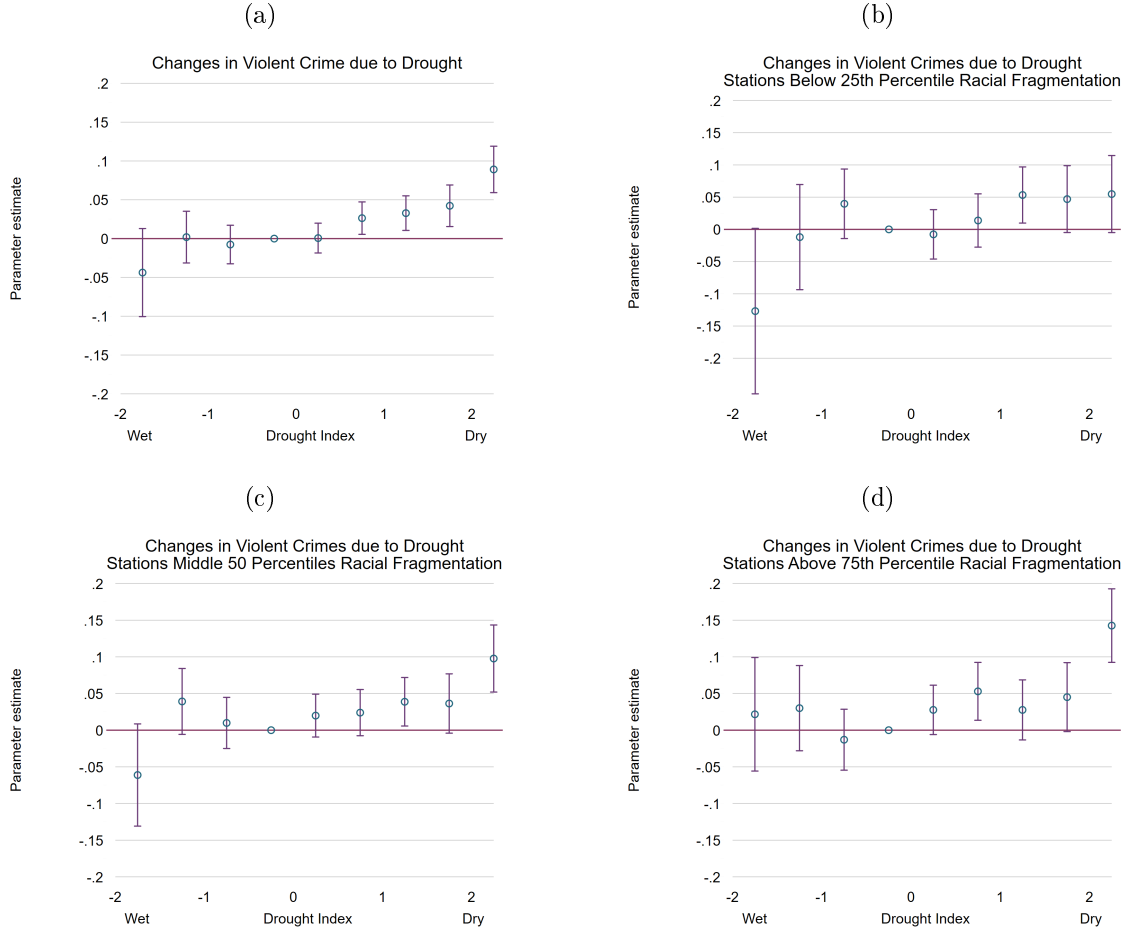 (a)
Changes in Violent Crime due to Drought
.2
.15
.1
.05
0
-.05
-.1
-.15
-.2
Parameter estimate
-2 -1 0 1 2
Wet Drought Index Dry
(b)
Changes in Violent Crimes due to Drought
Stations Below 25th Percentile Racial Fragmentation
.2
.15
.1
.05
0
-.05
-.1
-.15
-.2
Parameter estimate
-2 -1 0 1 2
Wet Drought Index Dry
(c)
Changes in Violent Crimes due to Drought
Stations Middle 50 Percentiles Racial Fragmentation
.2
.15
.1
.05
0
-.05
-.1
-.15
-.2
Parameter estimate
-2 -1 0 1 2
Wet Drought Index Dry
(d)
Changes in Violent Crimes due to Drought
Stations Above 75th Percentile Racial Fragmentation
.2
.15
.1
.05
0
-.05
-.1
-.15
-.2
Parameter estimate
-2 -1 0 1 2
Wet Drought Index Dry